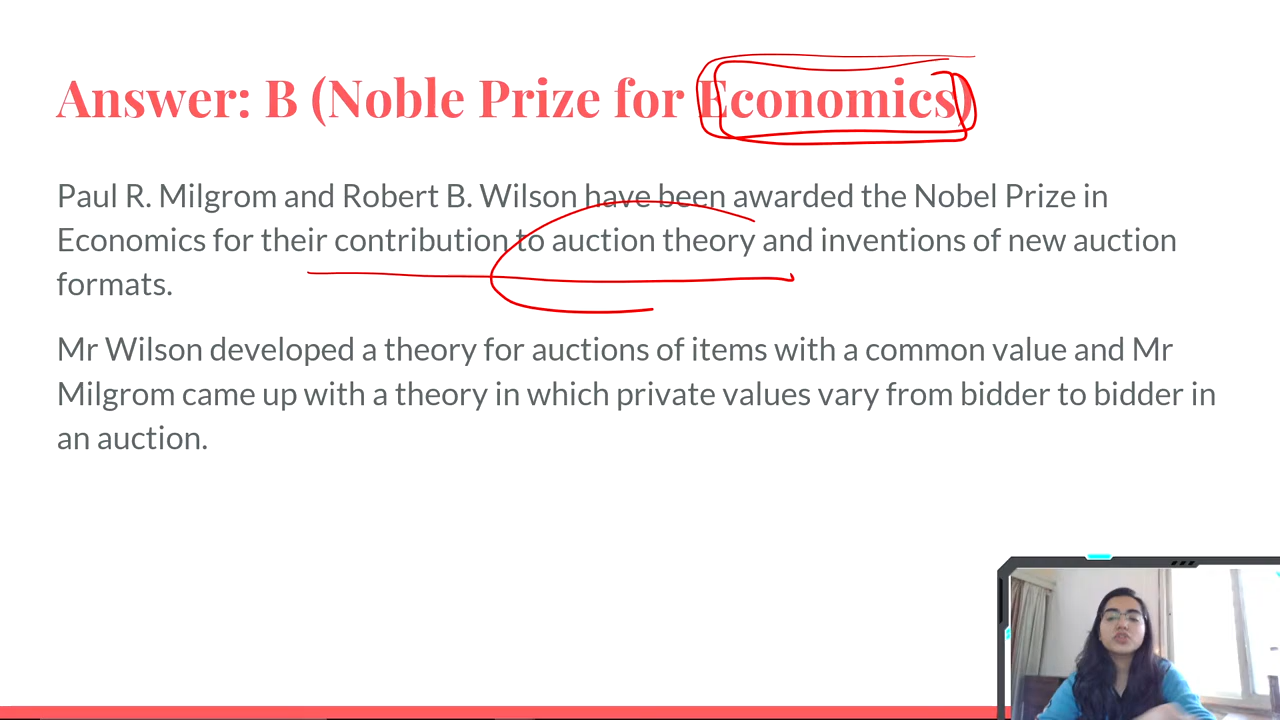 Answer: B (Noble Prize for Economics)
Paul R. Milgrom and Robert B. Wilson have been awarded the Nobel Prize in
Economics for their contribution to auction theory and inventions of new auction
formats.
Mr Wilson developed a theory for auctions of items with a common value and Mr
Milgrom came up with a theory in which private values vary from bidder to bidder in
an auction.